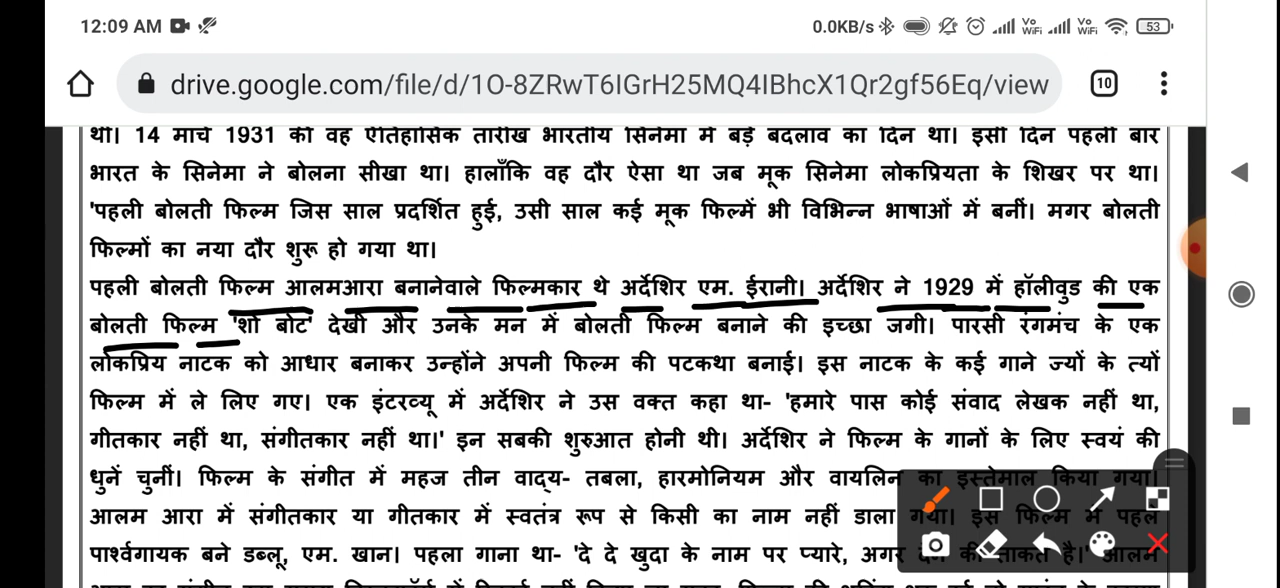 12:09 AM 0.0KB/s Vo WiFi Vo WiFi 53
drive.google.com/file/d/1O-8ZRwT6IGrH25MQ4IBhcX1Qr2gf56Eq/view 10
थी। 14 मार्च 1931 की वह ऐतिहासिक तारीख भारतीय सिनेमा में बड़े बदलाव का दिन था। इसी दिन पहली बार
भारत के सिनेमा ने बोलना सीखा था। हालाँकि वह दौर ऐसा था जब मूक सिनेमा लोकप्रियता के शिखर पर था।
'पहली बोलती फिल्म जिस साल प्रदर्शित हुई, उसी साल कई मूक फिल्में भी विभिन्न भाषाओं में बनीं। मगर बोलती
फिल्मों का नया दौर शुरू हो गया था।
पहली बोलती फिल्म आलमआरा बनानेवाले फिल्मकार थे अर्देशिर एम. ईरानी। अर्देशिर ने 1929 में हॉलीवुड की एक
बोलती फिल्म 'शो बोट' देखी और उनके मन में बोलती फिल्म बनाने की इच्छा जगी। पारसी रंगमंच के एक
लोकप्रिय नाटक को आधार बनाकर उन्होंने अपनी फिल्म की पटकथा बनाई। इस नाटक के कई गाने ज्यों के त्यों
फिल्म में ले लिए गए। एक इंटरव्यू में अर्देशिर ने उस वक्त कहा था- 'हमारे पास कोई संवाद लेखक नहीं था,
गीतकार नहीं था, संगीतकार नहीं था।' इन सबकी शुरुआत होनी थी। अर्देशिर ने फिल्म के गानों के लिए स्वयं की
धुनें चुनीं। फिल्म के संगीत में महज तीन वाद्य- तबला, हारमोनियम और वायलिन का इस्तेमाल किया गया।
आलम आरा में संगीतकार या गीतकार में स्वतंत्र रूप से किसी का नाम नहीं डाला गया। इस फिल्म में पहले
पार्श्वगायक बने डब्लू, एम. खान। पहला गाना था- 'दे दे खुदा के नाम पर प्यारे, अगर देने की ताकत है।' आलम